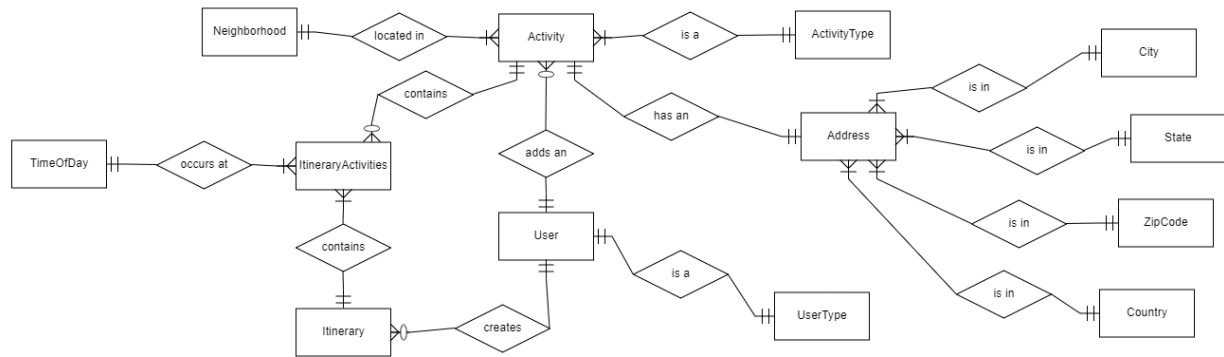 Neighborhood
located in
Activity
is a
ActivityType
City
is in
contains
has an
Address
State
is in
TimeOfDay
occurs at
ItineraryActivities
adds an
is in
ZipCode
User
contains
is a
is in
Country
UserType
Itinerary
creates